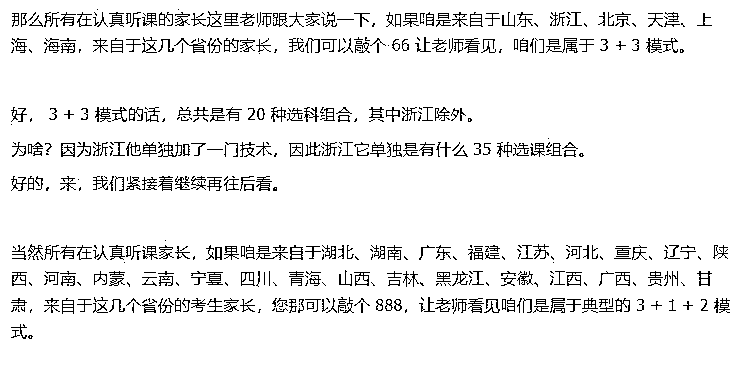 那么所有在认真听课的家长这里老师跟大家说一下，如果咱是来自于山东、浙江、北京、天津、上
海、海南，来自于这几个省份的家长，我们可以敲个 66 让老师看见，咱们是属于 3 + 3 模式。
好， 3 + 3 模式的话，总共是有 20 种选科组合，其中浙江除外。
为啥？因为浙江他单独加了一门技术，因此浙江它单独是有什么 35 种选课组合。
好的，来，我们紧接着继续再往后看。
当然所有在认真听课家长，如果咱是来自于湖北、湖南、广东、福建、江苏、河北、重庆、辽宁、陕
西、河南、内蒙、云南、宁夏、四川、青海、山西、吉林、黑龙江、安徽、江西、广西、贵州、甘
肃，来自于这几个省份的考生家长，您那可以敲个 888，让老师看见咱们是属于典型的 3 + 1 + 2 模
式。